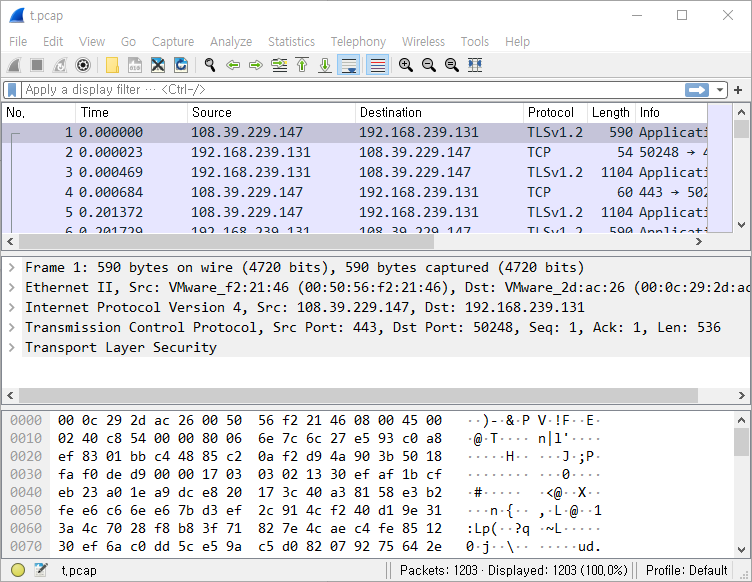 t.pcap
File Edit View Go Capture Analyze Statistics Telephony Wireless Tools Help
Apply a display filter ··· <Ctrl-/>
No. Time Source Destination Protocol Length Info
1 0.000000 108.39.229.147 192.168.239.131 TLSv1.2 590 Applicati
2 0.000023 192.168.239.131 108.39.229.147 TCP 54 50248 → 4
3 0.000469 192.168.239.131 108.39.229.147 TLSv1.2 1104 Applicati
4 0.000684 108.39.229.147 192.168.239.131 TCP 60 443 → 502
5 0.201372 108.39.229.147 192.168.239.131 TLSv1.2 1104 Applicati
6 0.201729 192.168.239.131 108.39.229.147 TLSv1.2 590 Applicati
Frame 1: 590 bytes on wire (4720 bits), 590 bytes captured (4720 bits)
Ethernet II, Src: VMware_f2:21:46 (00:50:56:f2:21:46), Dst: VMware_2d:ac:26 (00:0c:29:2d:ac
Internet Protocol Version 4, Src: 108.39.229.147, Dst: 192.168.239.131
Transmission Control Protocol, Src Port: 443, Dst Port: 50248, Seq: 1, Ack: 1, Len: 536
Transport Layer Security
0000 00 0c 29 2d ac 26 00 50 56 f2 21 46 08 00 45 00 ··)-·&·P V·!F··E·
0010 02 40 c8 54 00 00 80 06 6e 7c 6c 27 e5 93 c0 a8 ·@·T···· n|l'····
0020 ef 83 01 bb c4 48 85 c2 0a f2 d9 4a 90 3b 50 18 ·····H·· ···J·;P·
0030 fa f0 de d9 00 00 17 03 03 02 13 30 ef af 1b cf ········ ···0····
0040 eb 23 a0 1e a9 dc e8 20 17 3c 40 a3 81 58 e3 b2 ·#····· ·<@··X··
0050 fe e6 c6 6e e6 7b d3 ef 2c 91 4c f2 40 d1 9e 31 ···n·{·· ,·L·@··1
0060 3a 4c 70 28 f8 b8 3f 71 82 7e 4c ae c4 fe 85 12 :Lp(··?q ·~L·····
0070 30 ef 6a c0 dd 5c e5 9a c5 d0 82 07 92 75 64 2e 0·j··\·· ·····ud.
t.pcap Packets: 1203 · Displayed: 1203 (100,0%) Profile: Default